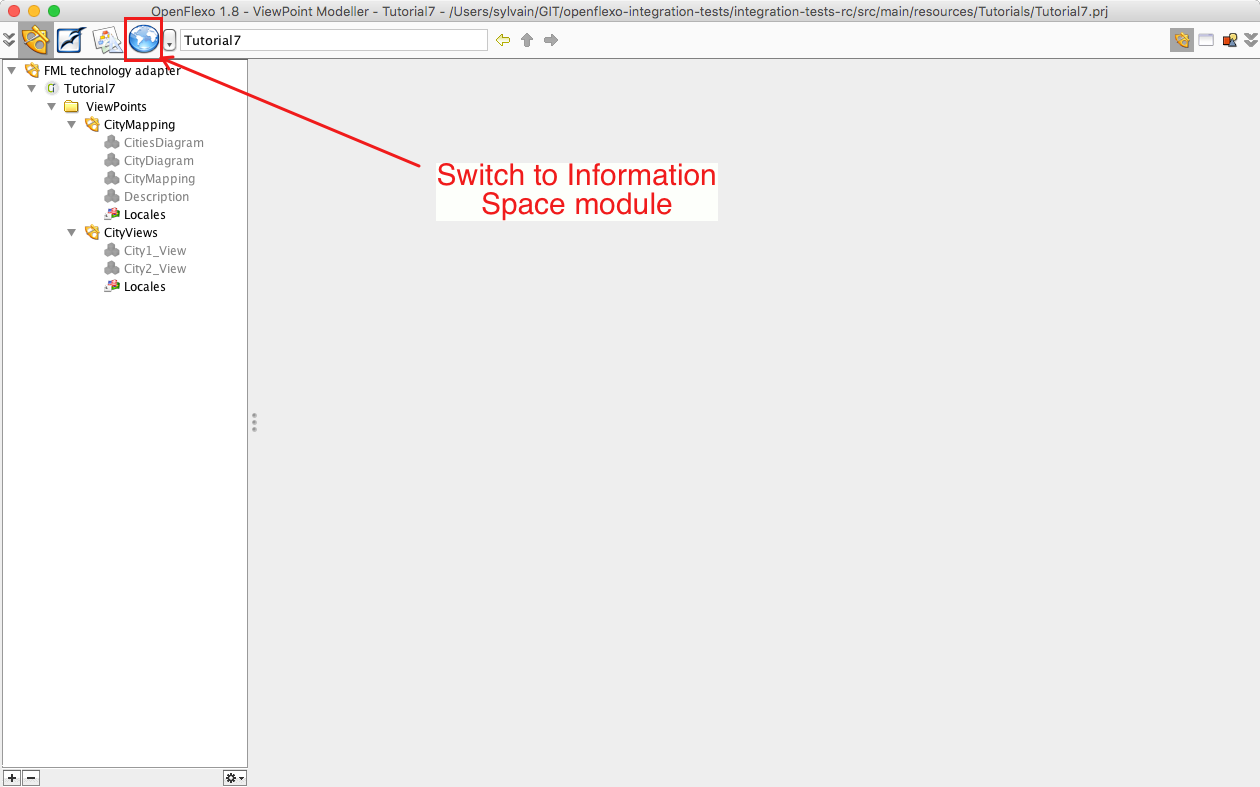 OpenFlexo 1.8 - ViewPoint Modeller - Tutorial7 - /Users/sylvain/GIT/openflexo-integration-tests/integration-tests-rc/src/main/resources/Tutorials/Tutorial7.prj
Tutorial7
FML technology adapter
Tutorial7
ViewPoints
CityMapping
CitiesDiagram
CityDiagram
CityMapping
Description
Locales
CityViews
City1_View
City2_View
Locales
Switch to Information
Space module